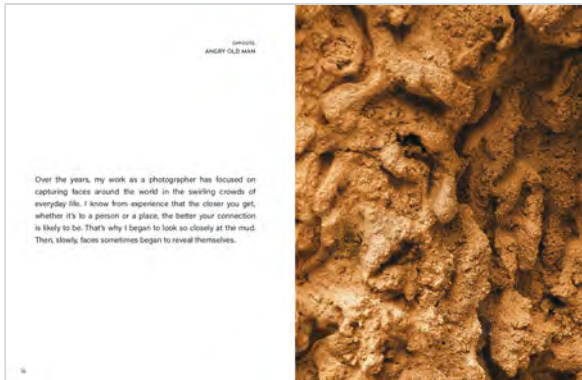 OPPOSITE:
ANGRY OLD MAN
Over the years, my work as a photographer has focused on
capturing faces around the world in the swirling crowds of
everyday life. I know from experience that the closer you get,
whether it's to a person or a place, the better your connection
is likely to be. That's why I began to look so closely at the mud.
Then, slowly, faces sometimes began to reveal themselves.